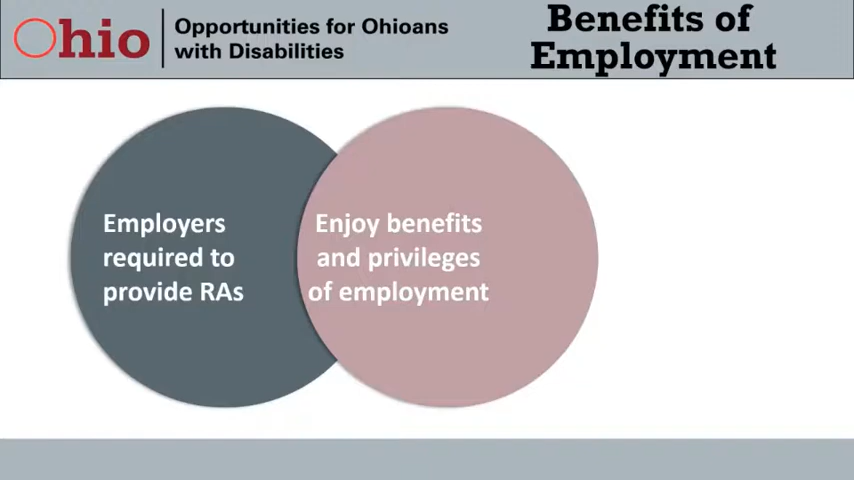 Ohio
Opportunities for Ohioans
with Disabilities
Benefits of
Employment
Employers
required to
provide RAs
Enjoy benefits
and privileges
of employment